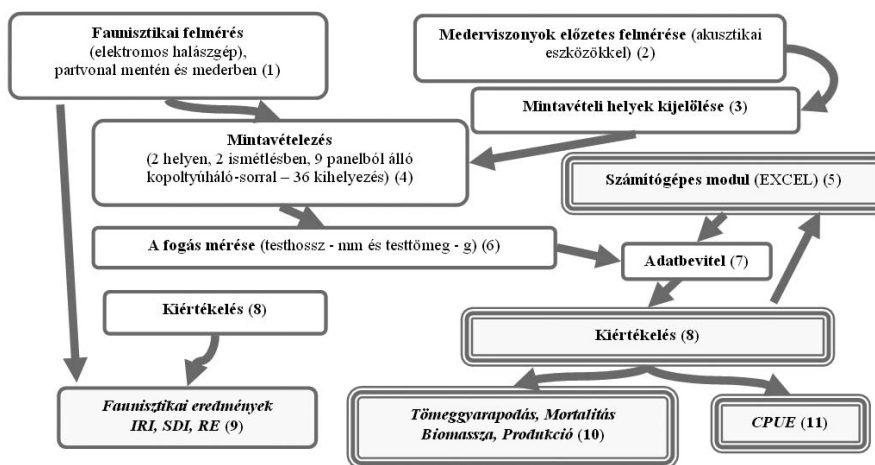 Faunisztikai felmérés
(elektromos halászgép),
partvonal mentén és mederben (1)
Mederviszonyok előzetes felmérése (akusztikai
eszközökkel) (2)
Mintavételi helyek kijelölése (3)
Mintavételezés
(2 helyen, 2 ismétlésben, 9 panelból álló
kopoltyúháló-sorral – 36 kihelyezés) (4)
Számítógépes modul (EXCEL) (5)
A fogás mérése (testhossz - mm és testtömeg - g) (6)
Adatbevitel (7)
Kiértékelés (8)
Kiértékelés (8)
Faunisztikai eredmények
IRI, SDI, RE (9)
Tömeggyarapodás, Mortalitás
Biomassza, Produkció (10)
CPUE (11)